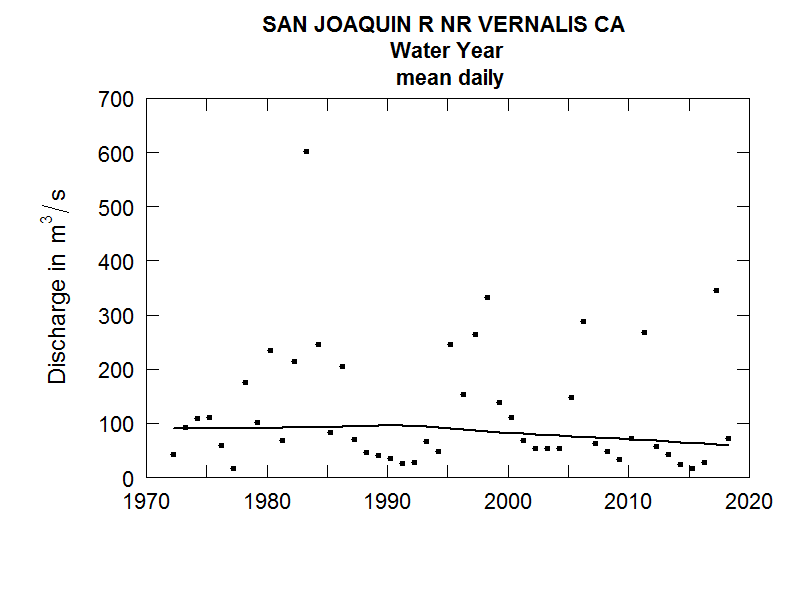 SAN JOAQUIN R NR VERNALIS CA
Water Year
mean daily
Discharge in m³/s
700
600
500
400
300
200
100
0
1970 1980 1990 2000 2010 2020